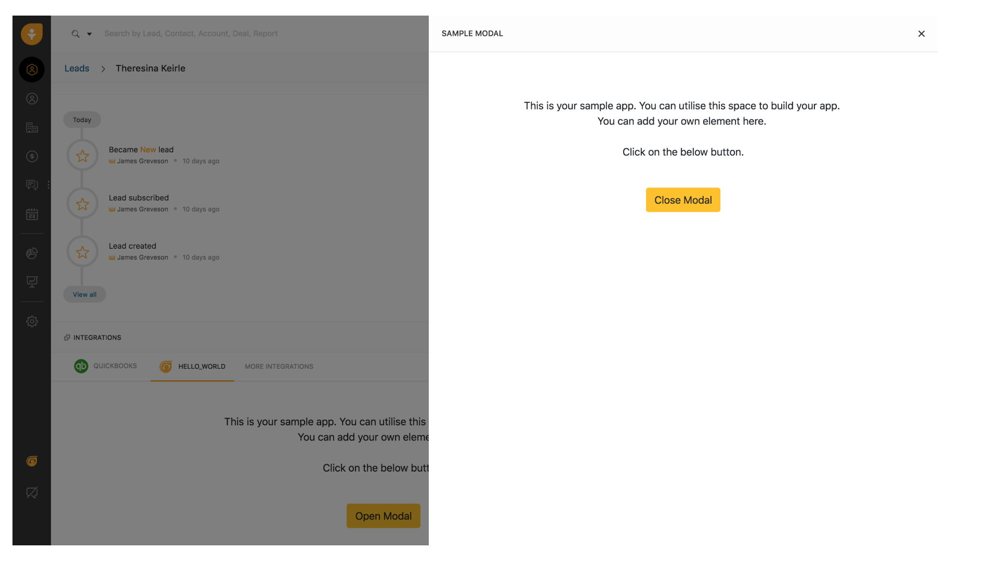 Search by Lead, Contact, Account, Deal, Report
Leads > Theresina Keirle
Today
Became New lead
James Greveson • 10 days ago
Lead subscribed
James Greveson • 10 days ago
Lead created
James Greveson • 10 days ago
View all
23
INTEGRATIONS
qb QUICKBOOKS HELLO_WORLD MORE INTEGRATIONS
This is your sample app. You can utilise this
You can add your own eleme
Click on the below butt
Open Modal
SAMPLE MODAL
This is your sample app. You can utilise this space to build your app.
You can add your own element here.
Click on the below button.
Close Modal